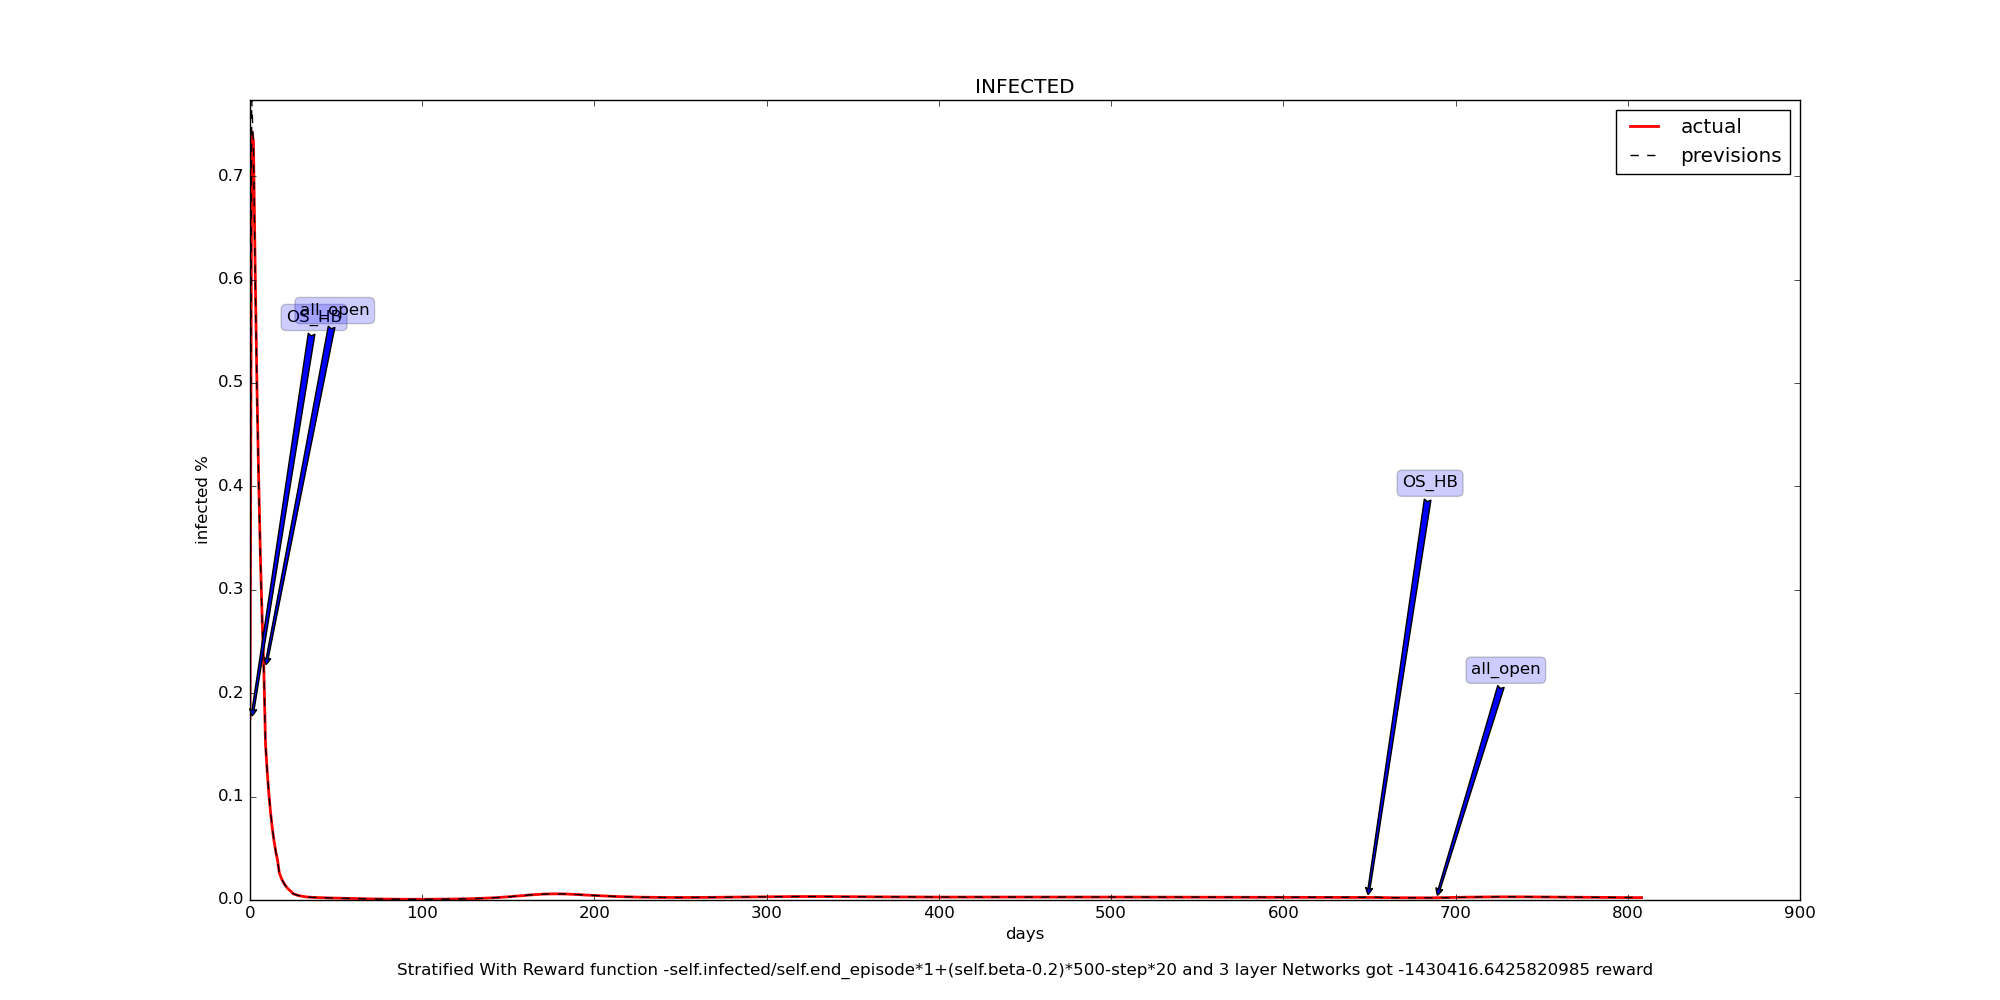 INFECTED
actual
previsions
0.7
0.6
all_open
OS_HB
0.5
OS_HB
0.4
infected %
0.3
all_open
0.2
0.1
0.0
0 100 200 300 400 500 600 700 800 900
days
Stratified With Reward function -self.infected/self.end_episode*1+(self.beta-0.2)*500-step*20 and 3 layer Networks got -1430416.6425820985 reward